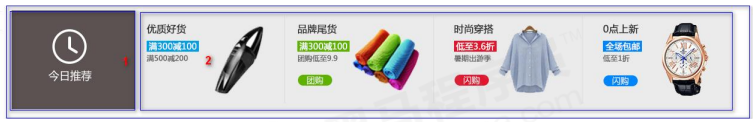 今日推荐
1
2
优质好货
满300减100
满500减200
品牌尾货
满300减100
团购低至9.9
团购
时尚穿搭
低至3.6折
暑期出游季
闪购
0点上新
全场包邮
低至1折
闪购